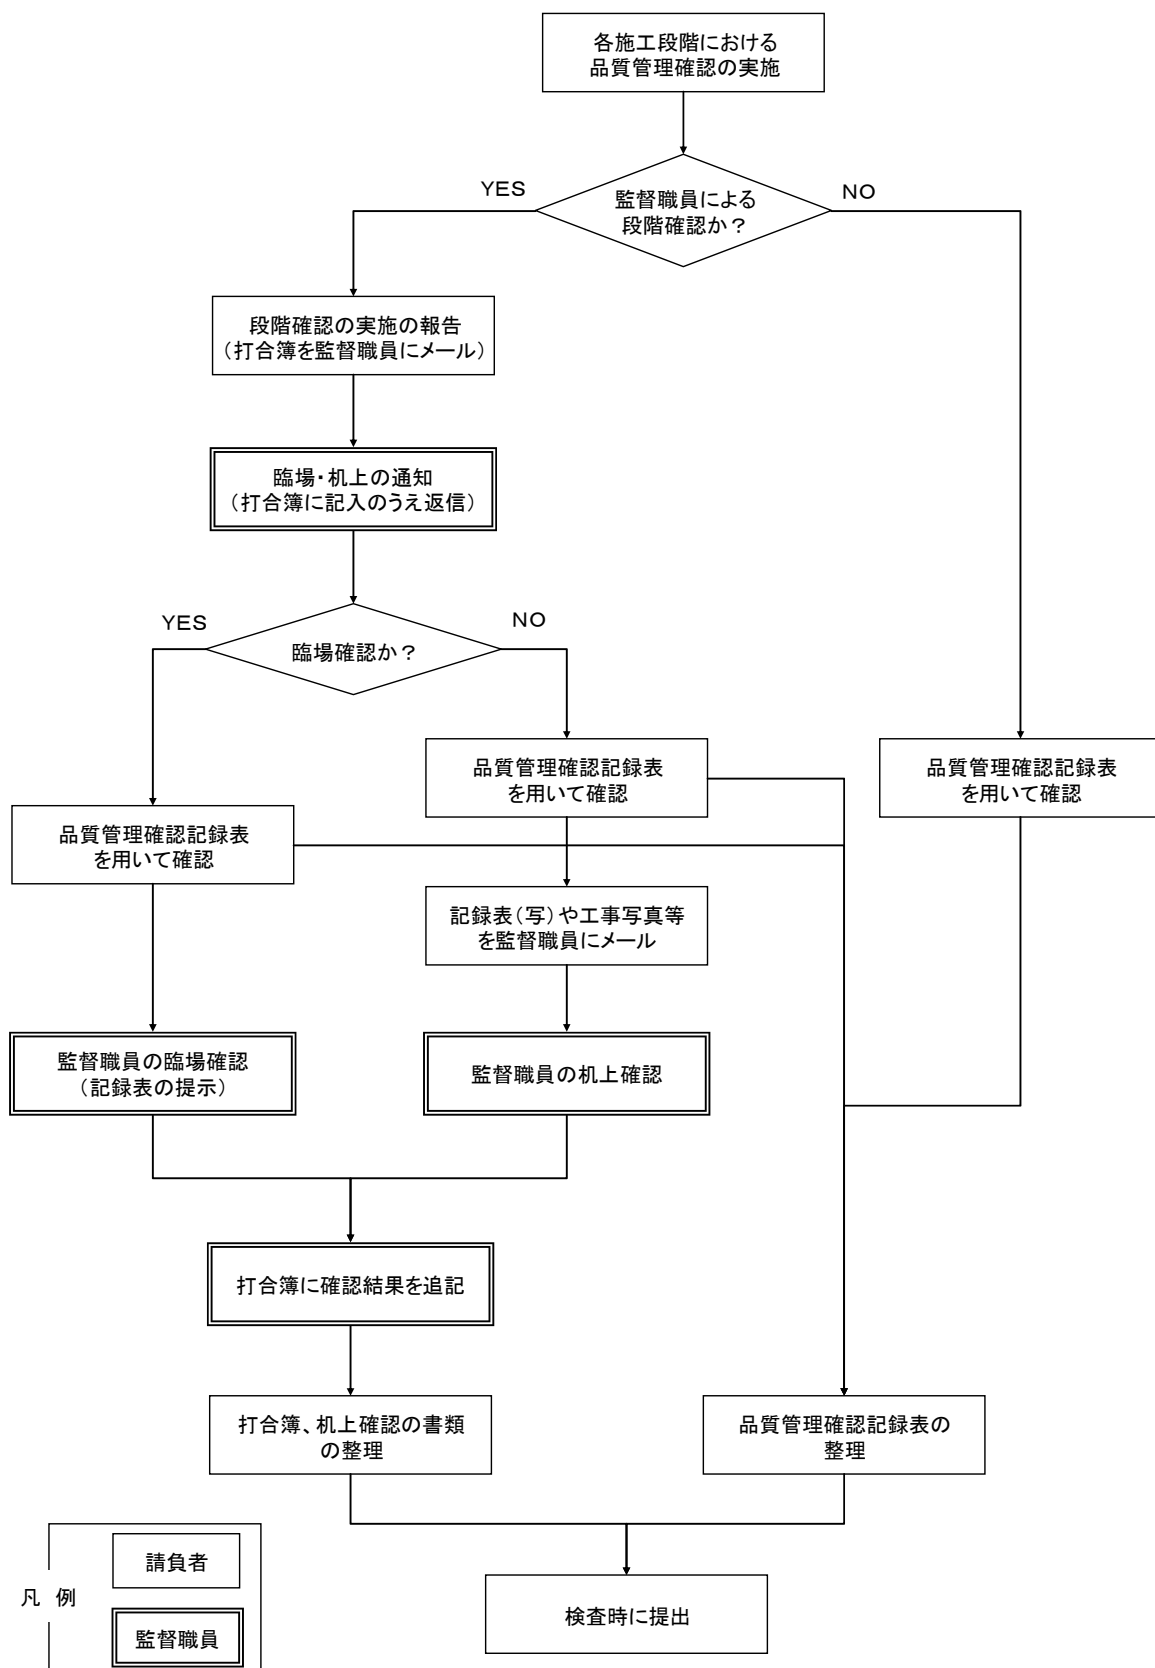 各施工段階における
品質管理確認の実施
監督職員による
段階確認か？
YES
NO
段階確認の実施の報告
（打合簿を監督職員にメール）
臨場・机上の通知
（打合簿に記入のうえ返信）
臨場確認か？
YES
NO
品質管理確認記録表
を用いて確認
品質管理確認記録表
を用いて確認
品質管理確認記録表
を用いて確認
記録表（写）や工事写真等
を監督職員にメール
監督職員の臨場確認
（記録表の提示）
監督職員の机上確認
打合簿に確認結果を追記
打合簿、机上確認の書類
の整理
品質管理確認記録表の
整理
検査時に提出
凡 例
請負者
監督職員